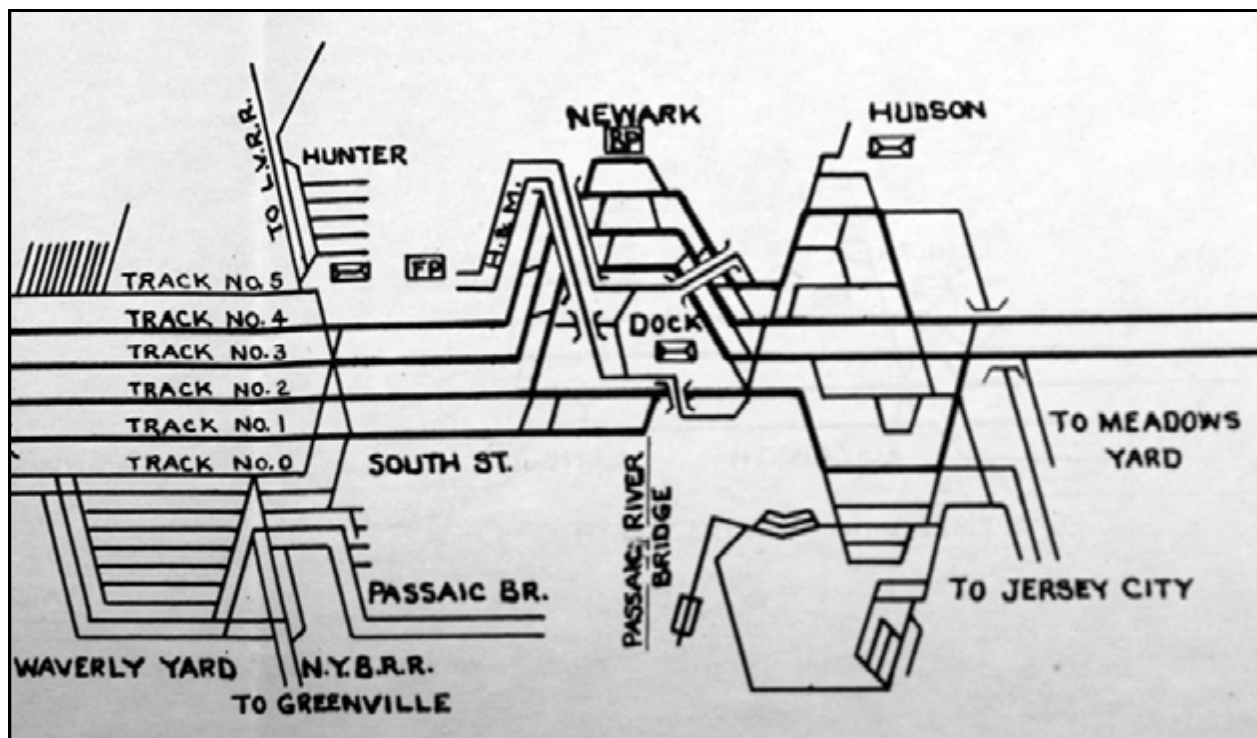 NEWARK
BP
HUDSON
TO L.V.R.R.
HUNTER
H.&M.
FP
TRACK NO. 5
TRACK NO. 4
TRACK NO. 3
TRACK NO. 2
TRACK NO. 1
TRACK NO. 0
DOCK
SOUTH ST.
PASSAIC RIVER
BRIDGE
TO MEADOWS
YARD
PASSAIC BR.
TO JERSEY CITY
WAVERLY YARD
N.Y.B.R.R.
TO GREENVILLE